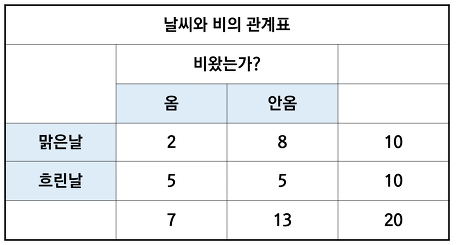 날씨와 비의 관계표
비왔는가?
옴 안옴
맑은날 2 8 10
흐린날 5 5 10
7 13 20